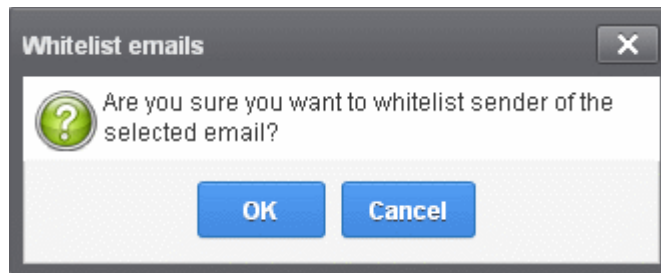 Whitelist emails
Are you sure you want to whitelist sender of the
selected email?
OK Cancel